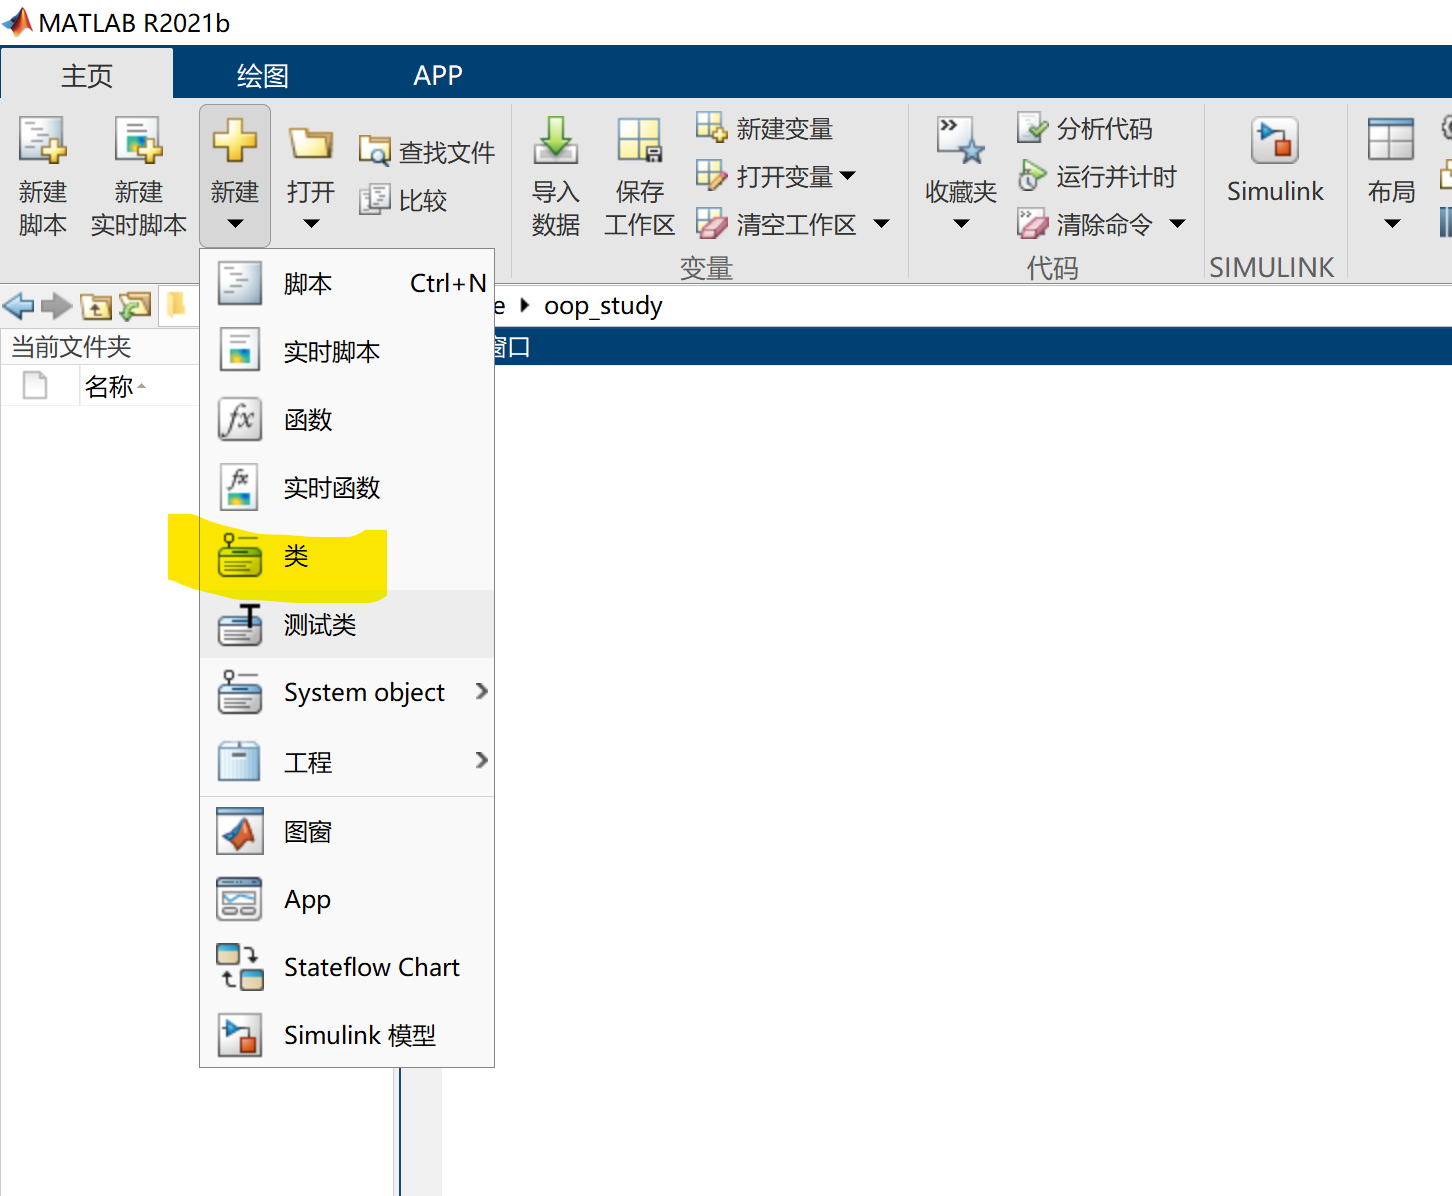 MATLAB R2021b
主页
绘图
APP
新建
脚本
新建
实时脚本
新建
打开
查找文件
比较
导入
数据
保存
工作区
新建变量
打开变量
清空工作区
变量
收藏夹
分析代码
运行并计时
清除命令
代码
Simulink
SIMULINK
布局
e ▸ oop_study
当前文件夹
窗口
名称
脚本 Ctrl+N
实时脚本
函数
实时函数
类
测试类
System object
工程
图窗
App
Stateflow Chart
Simulink 模型